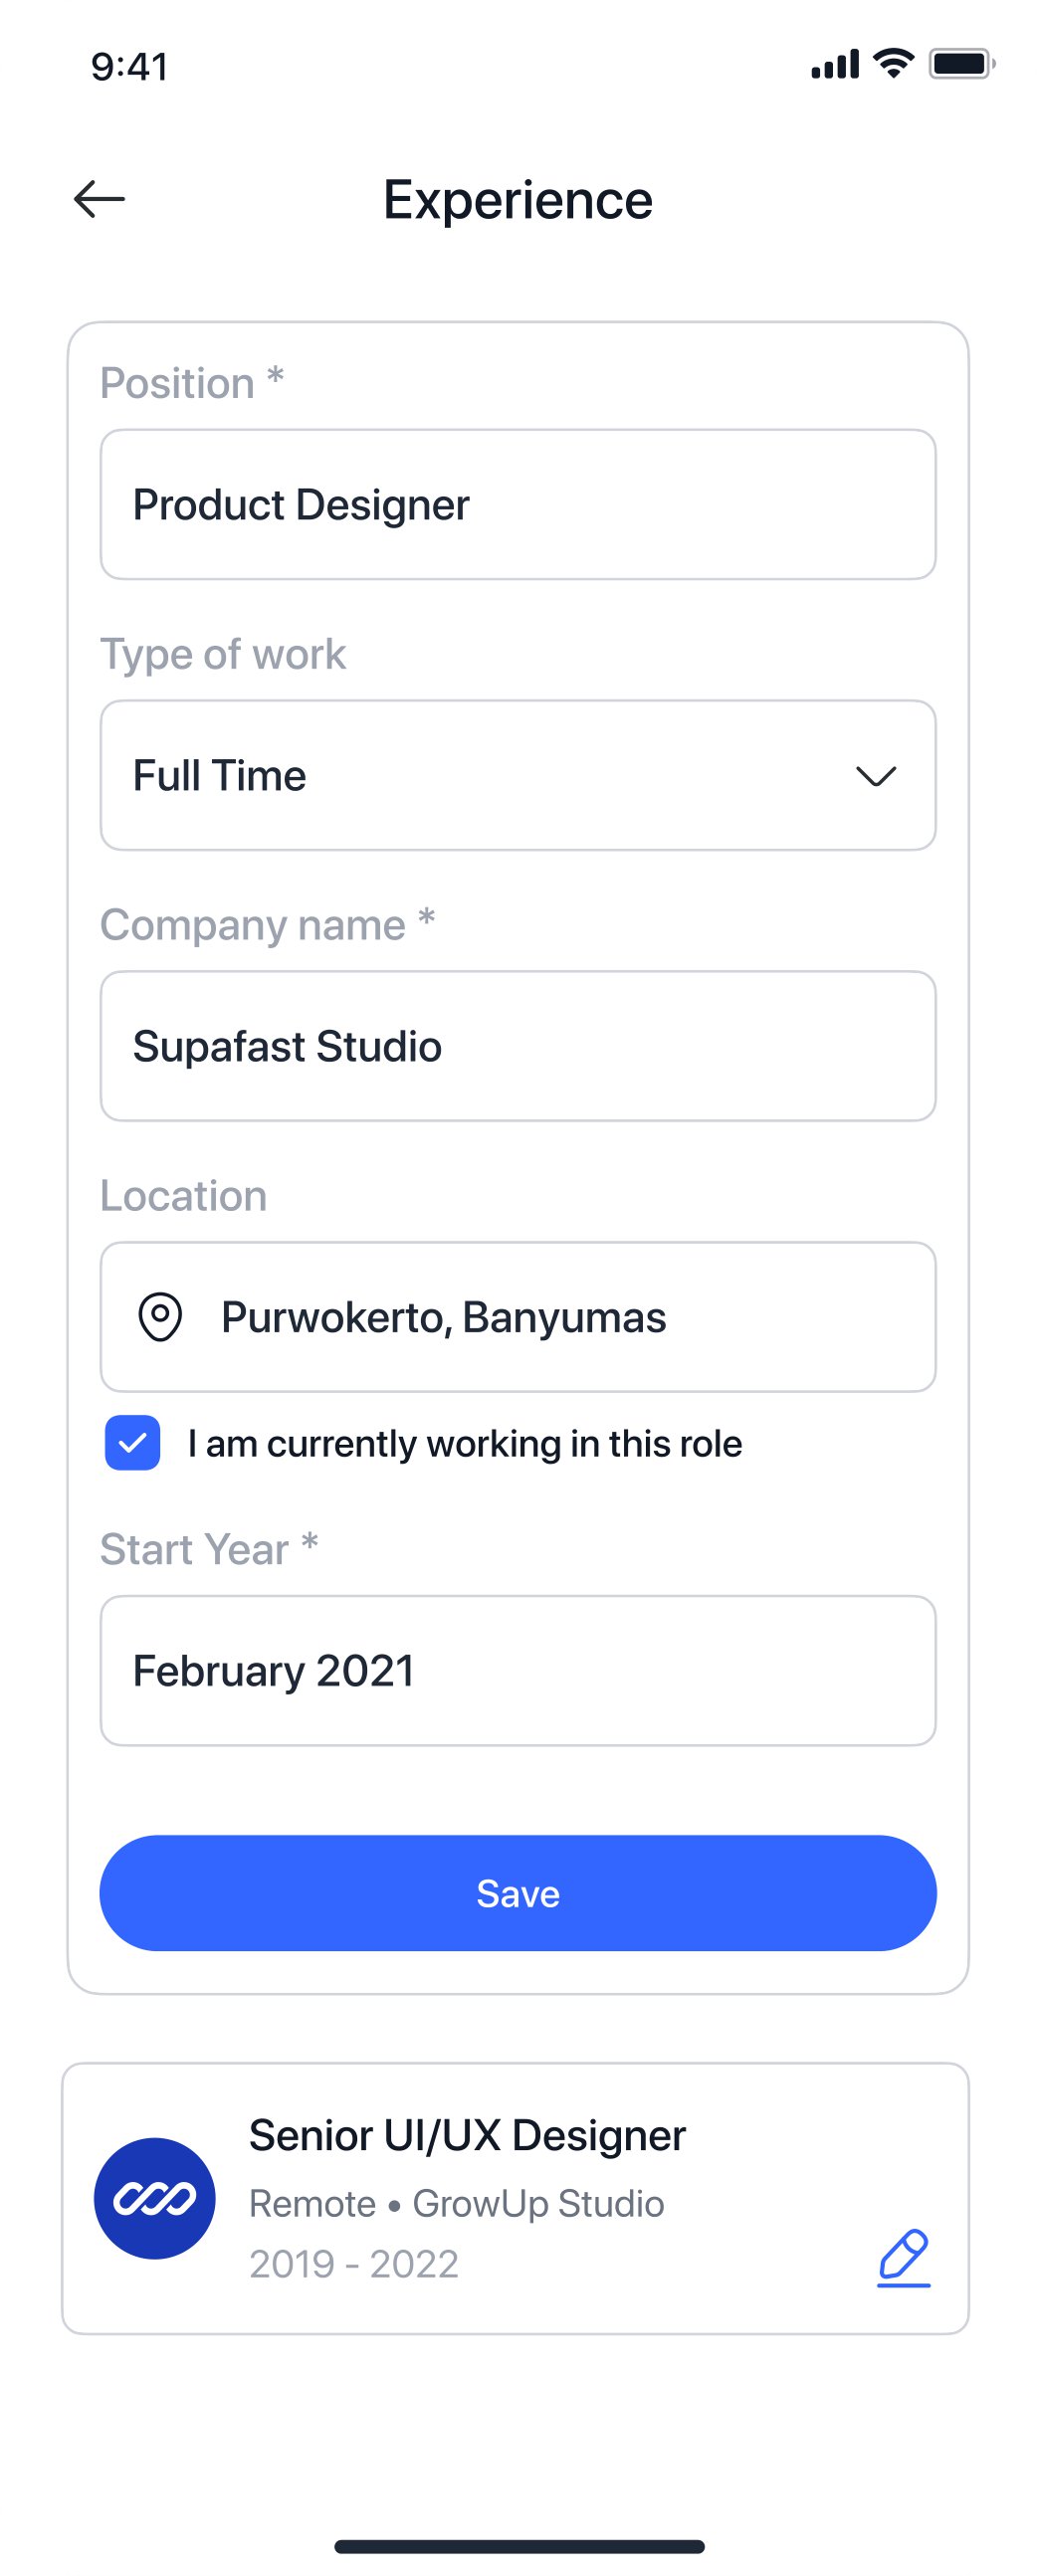 9:41
Experience
Position *
Product Designer
Type of work
Full Time
Company name *
Supafast Studio
Location
Purwokerto, Banyumas
I am currently working in this role
Start Year *
February 2021
Save
Senior UI/UX Designer
Remote • GrowUp Studio
2019 - 2022